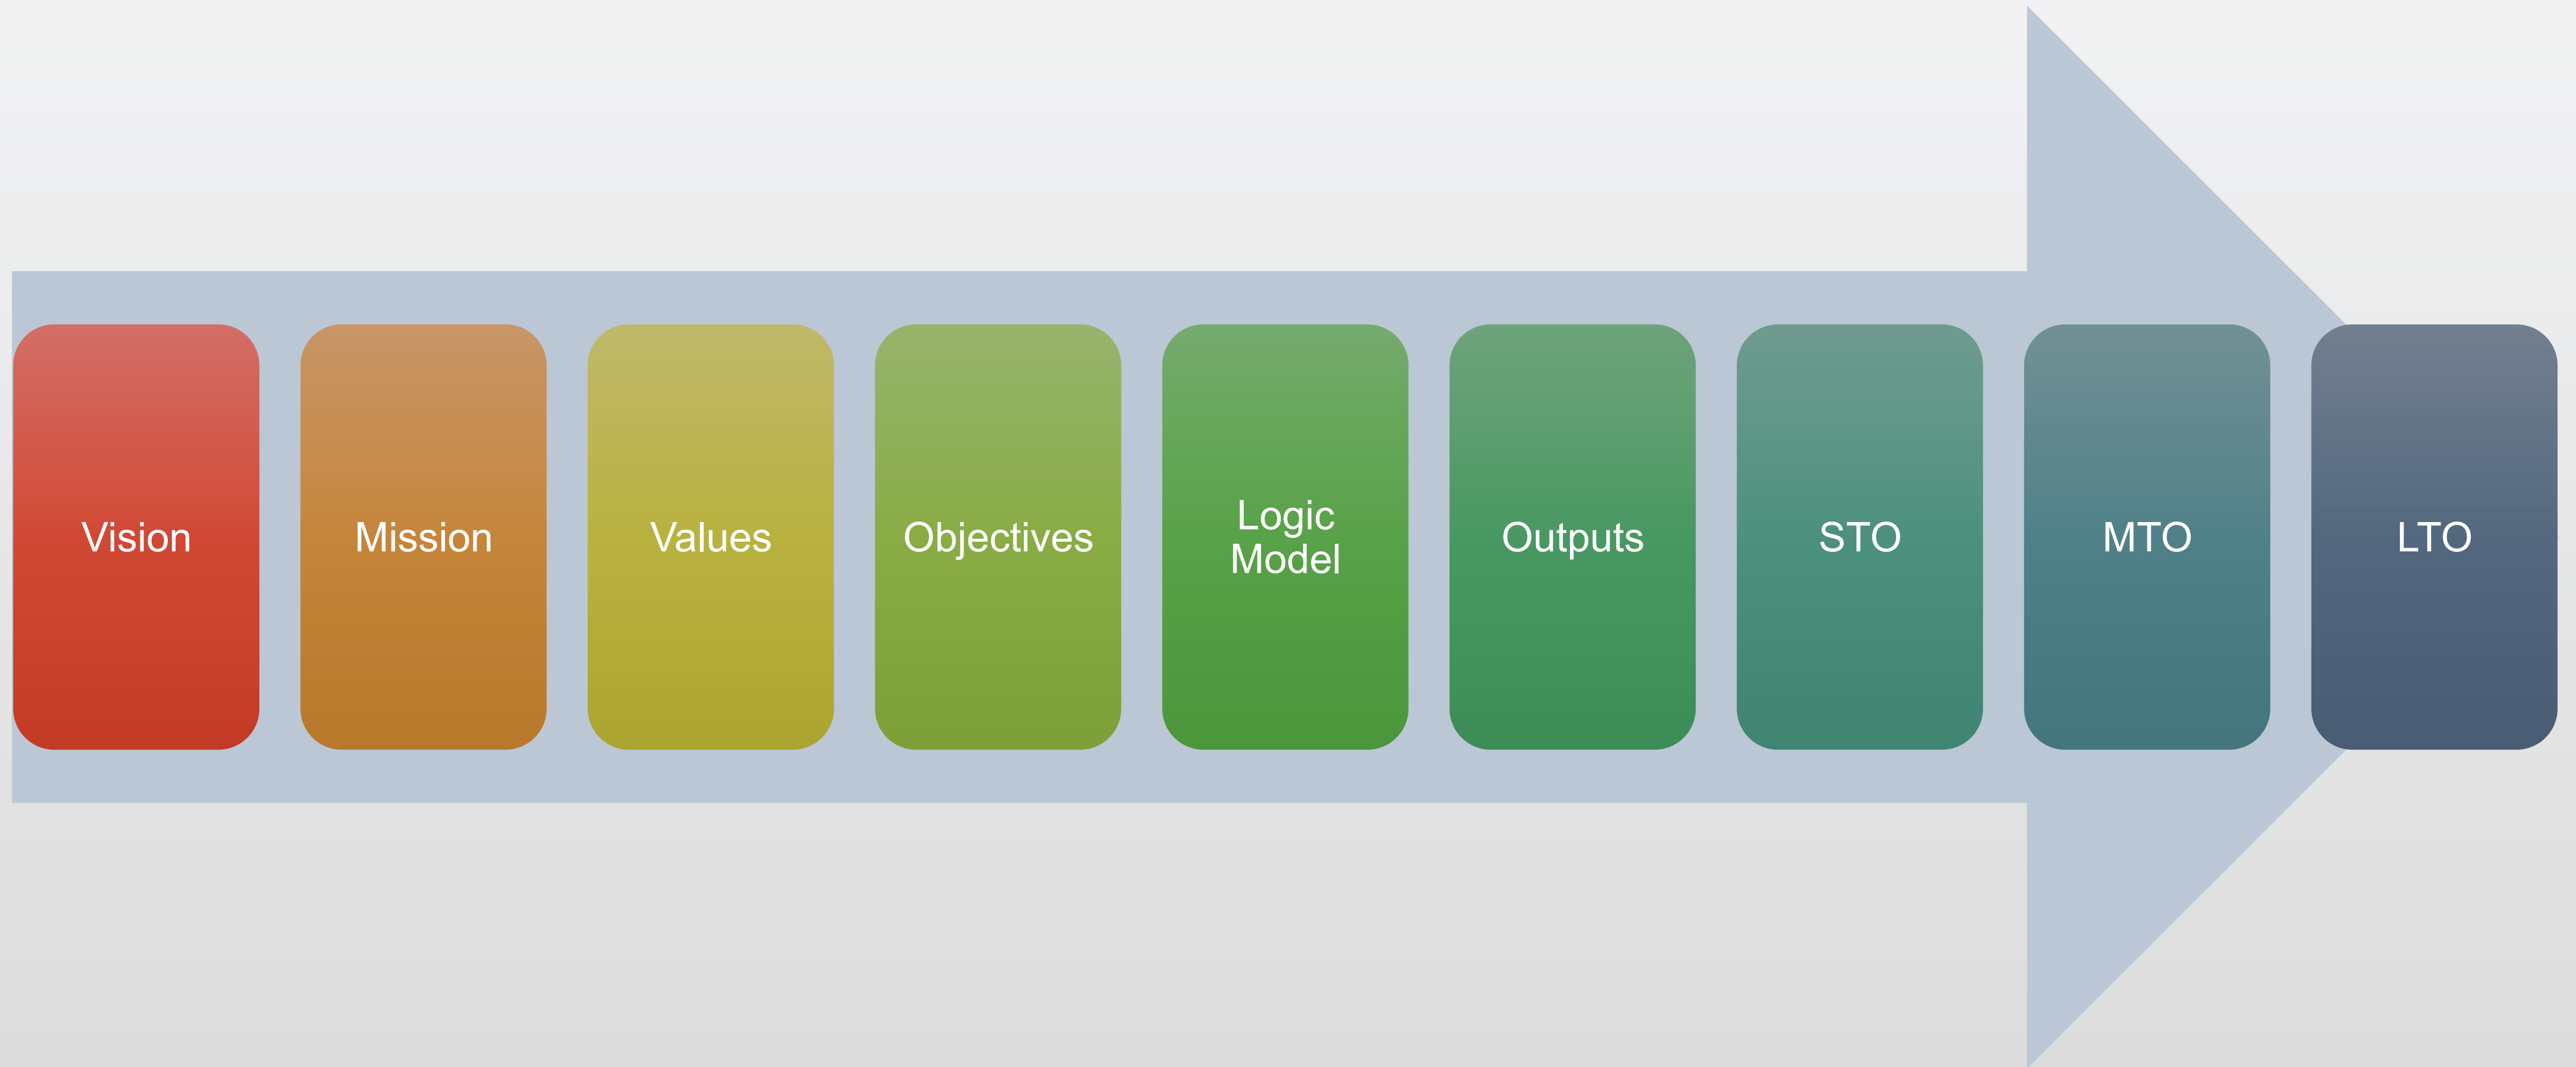 Vision
Mission
Values
Objectives
Logic
Model
Outputs
STO
MTO
LTO